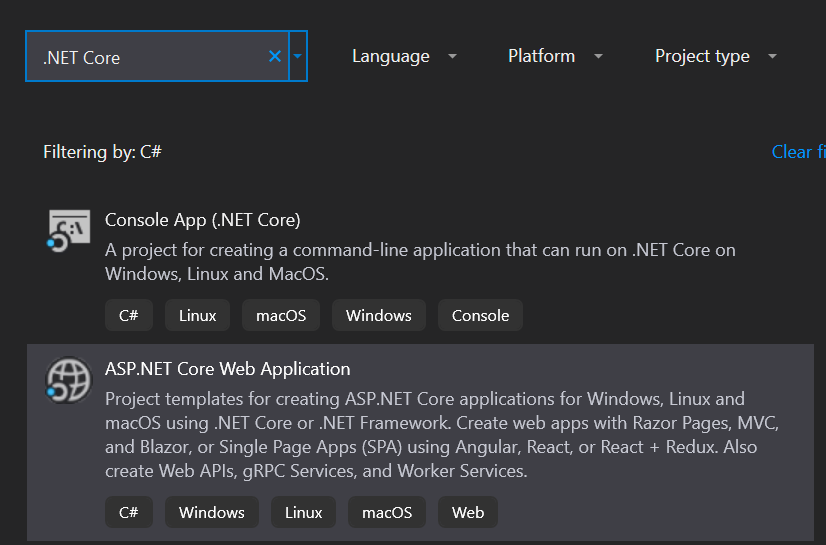 .NET Core
Language Platform Project type
Filtering by: C#
Clear fi
Console App (.NET Core)
A project for creating a command-line application that can run on .NET Core on
Windows, Linux and MacOS.
C# Linux macOS Windows Console
ASP.NET Core Web Application
Project templates for creating ASP.NET Core applications for Windows, Linux and
macOS using .NET Core or .NET Framework. Create web apps with Razor Pages, MVC,
and Blazor, or Single Page Apps (SPA) using Angular, React, or React + Redux. Also
create Web APIs, gRPC Services, and Worker Services.
C# Windows Linux macOS Web